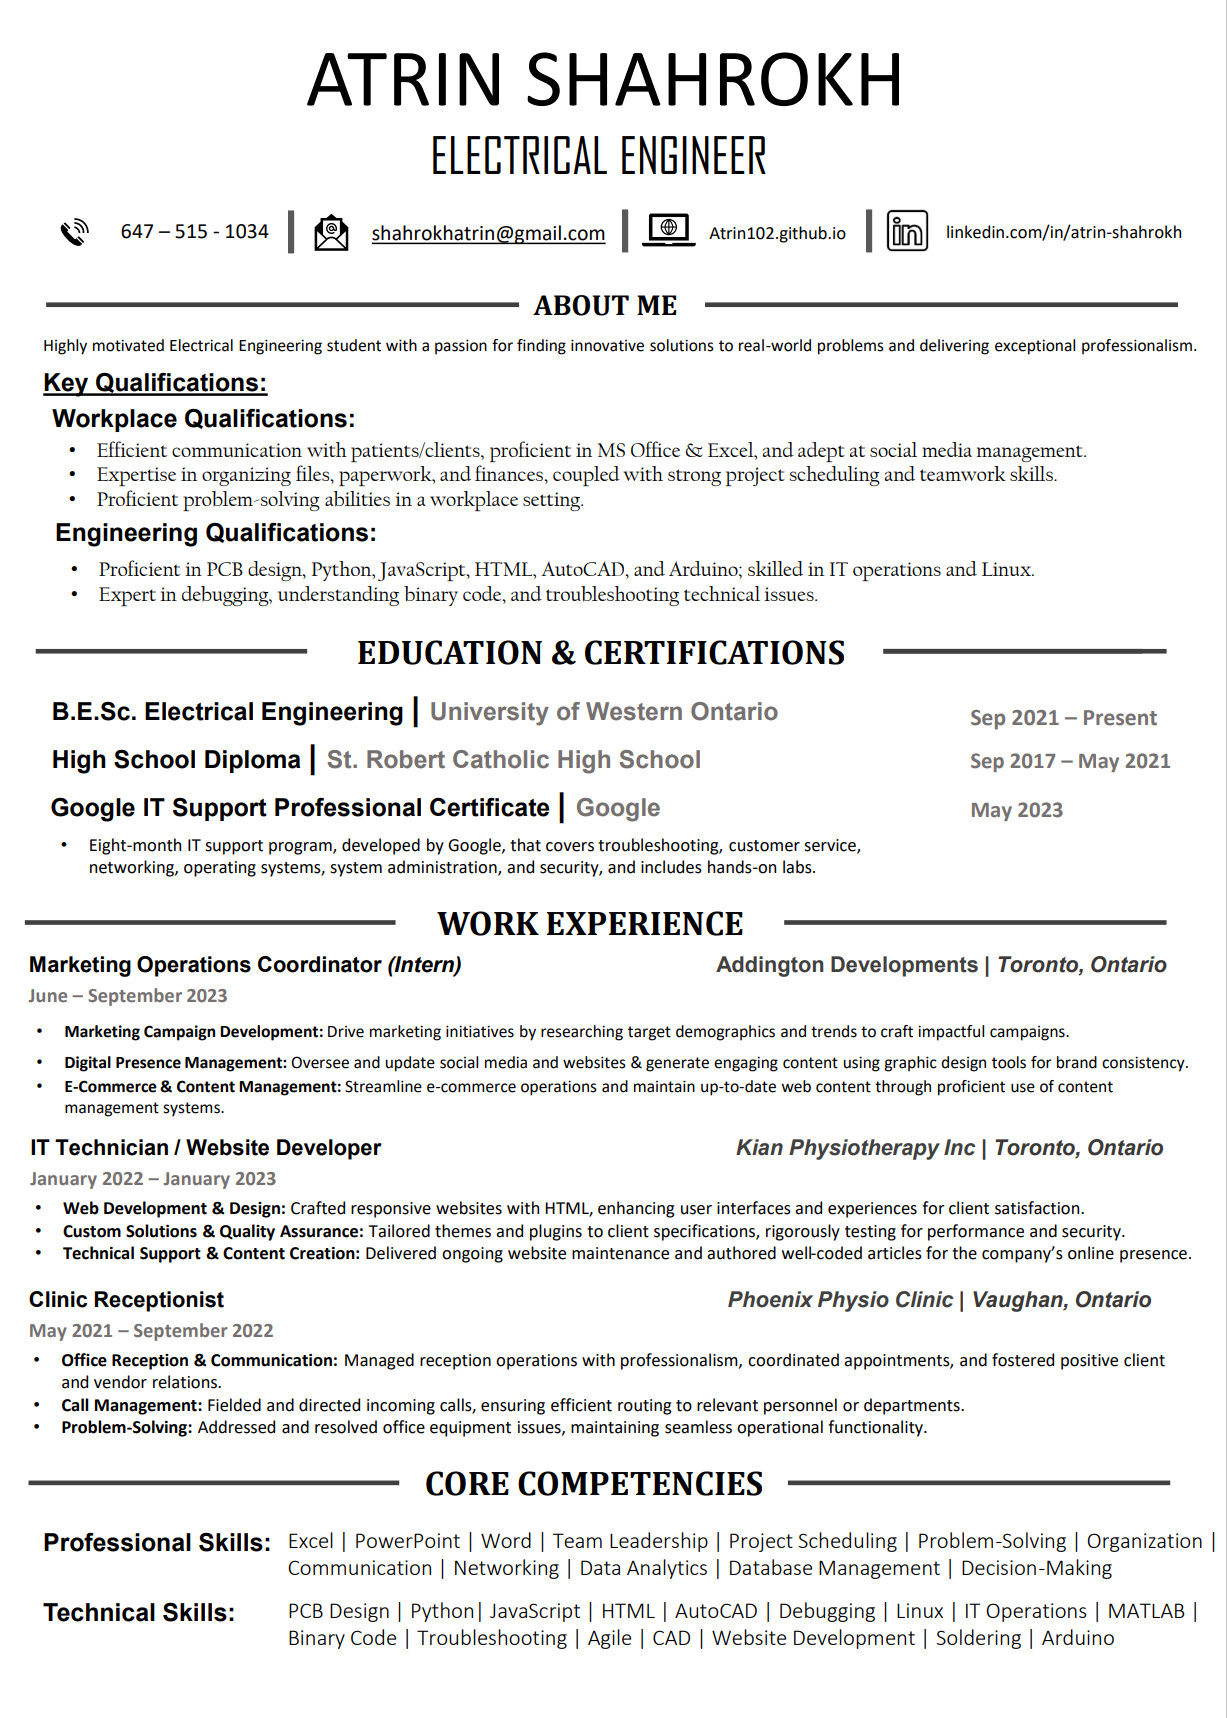 ATRIN SHAHROKH
ELECTRICAL ENGINEER
647 – 515 - 1034 shahrokhatrin@gmail.com Atrin102.github.io linkedin.com/in/atrin-shahrokh
ABOUT ME
Highly motivated Electrical Engineering student with a passion for finding innovative solutions to real-world problems and delivering exceptional professionalism.
Key Qualifications:
Workplace Qualifications:
• Efficient communication with patients/clients, proficient in MS Office & Excel, and adept at social media management.
• Expertise in organizing files, paperwork, and finances, coupled with strong project scheduling and teamwork skills.
• Proficient problem-solving abilities in a workplace setting.
Engineering Qualifications:
• Proficient in PCB design, Python, JavaScript, HTML, AutoCAD, and Arduino; skilled in IT operations and Linux.
• Expert in debugging, understanding binary code, and troubleshooting technical issues.
EDUCATION & CERTIFICATIONS
B.E.Sc. Electrical Engineering | University of Western Ontario Sep 2021 – Present
High School Diploma | St. Robert Catholic High School Sep 2017 – May 2021
Google IT Support Professional Certificate | Google May 2023
• Eight-month IT support program, developed by Google, that covers troubleshooting, customer service,
networking, operating systems, system administration, and security, and includes hands-on labs.
WORK EXPERIENCE
Marketing Operations Coordinator (Intern) Addington Developments | Toronto, Ontario
June – September 2023
• Marketing Campaign Development: Drive marketing initiatives by researching target demographics and trends to craft impactful campaigns.
• Digital Presence Management: Oversee and update social media and websites & generate engaging content using graphic design tools for brand consistency.
• E-Commerce & Content Management: Streamline e-commerce operations and maintain up-to-date web content through proficient use of content
management systems.
IT Technician / Website Developer Kian Physiotherapy Inc | Toronto, Ontario
January 2022 – January 2023
• Web Development & Design: Crafted responsive websites with HTML, enhancing user interfaces and experiences for client satisfaction.
• Custom Solutions & Quality Assurance: Tailored themes and plugins to client specifications, rigorously testing for performance and security.
• Technical Support & Content Creation: Delivered ongoing website maintenance and authored well-coded articles for the company’s online presence.
Clinic Receptionist Phoenix Physio Clinic | Vaughan, Ontario
May 2021 – September 2022
• Office Reception & Communication: Managed reception operations with professionalism, coordinated appointments, and fostered positive client
and vendor relations.
• Call Management: Fielded and directed incoming calls, ensuring efficient routing to relevant personnel or departments.
• Problem-Solving: Addressed and resolved office equipment issues, maintaining seamless operational functionality.
CORE COMPETENCIES
Professional Skills: Excel | PowerPoint | Word | Team Leadership | Project Scheduling | Problem-Solving | Organization |
Communication | Networking | Data Analytics | Database Management | Decision-Making
Technical Skills: PCB Design | Python| JavaScript | HTML | AutoCAD | Debugging | Linux | IT Operations | MATLAB |
Binary Code | Troubleshooting | Agile | CAD | Website Development | Soldering | Arduino